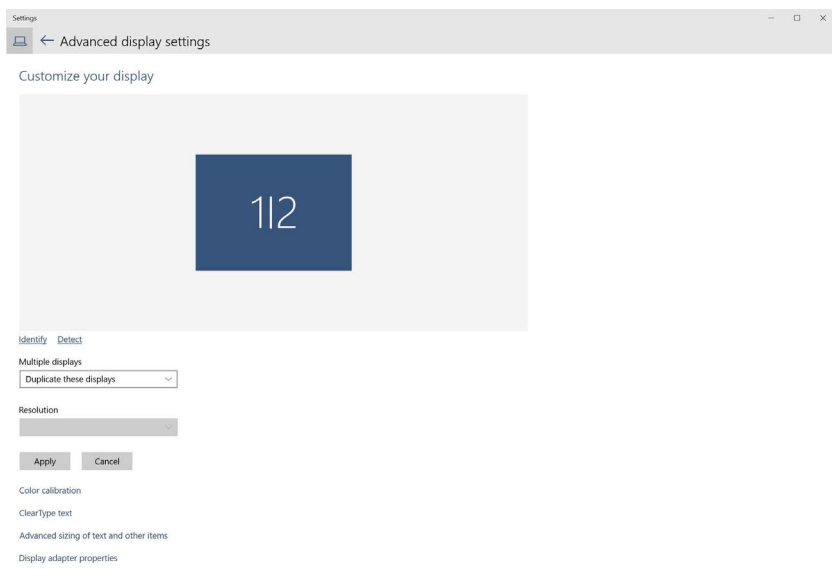 Settings
Advanced display settings
Customize your display
1|2
Identify Detect
Multiple displays
Duplicate these displays
Resolution
Apply Cancel
Color calibration
ClearType text
Advanced sizing of text and other items
Display adapter properties